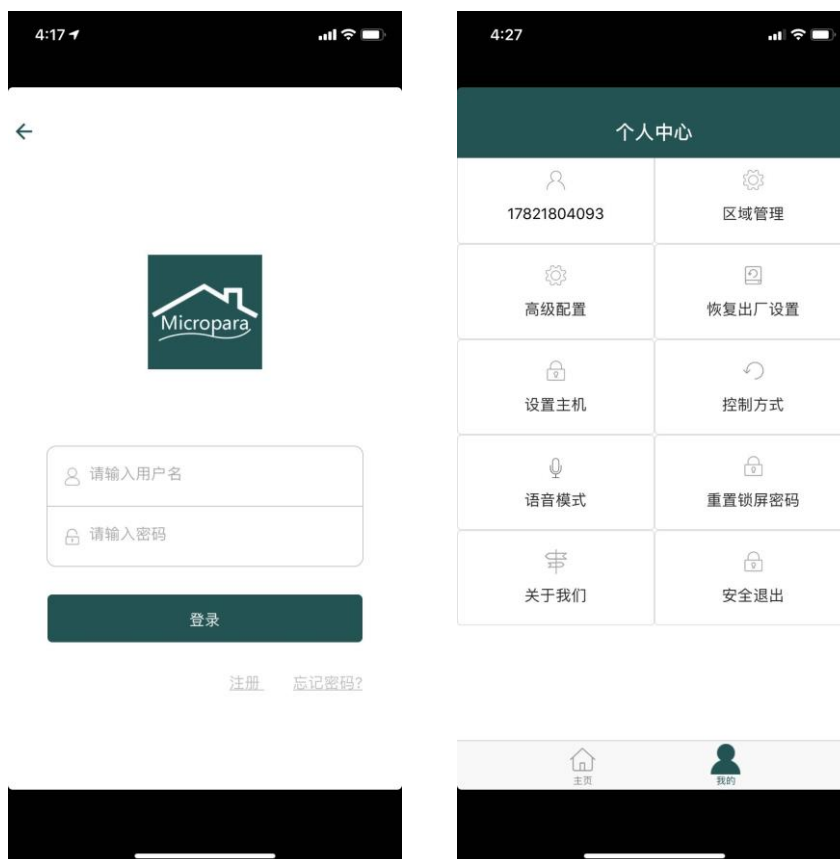 4:17
Micropara
请输入用户名
请输入密码
登录
注册 忘记密码?
4:27
个人中心
17821804093 区域管理
高级配置 恢复出厂设置
设置主机 控制方式
语音模式 重置锁屏密码
关于我们 安全退出
主页 我的